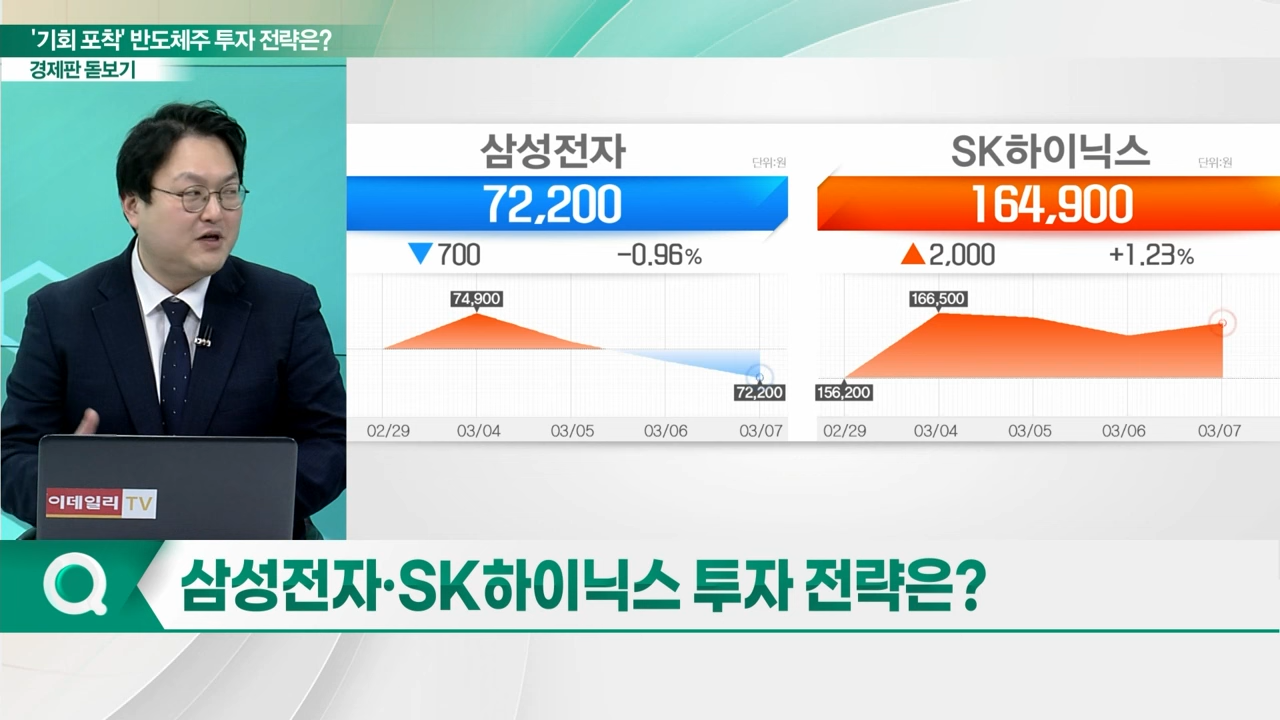 '기회 포착' 반도체주 투자 전략은?
경제판 돋보기
삼성전자
단위:원
72,200
▼700 -0.96%
74,900
72,200
02/29 03/04 03/05 03/06 03/07
SK하이닉스
단위:원
164,900
▲2,000 +1.23%
166,500
156,200
02/29 03/04 03/05 03/06 03/07
이데일리TV
삼성전자·SK하이닉스 투자 전략은?